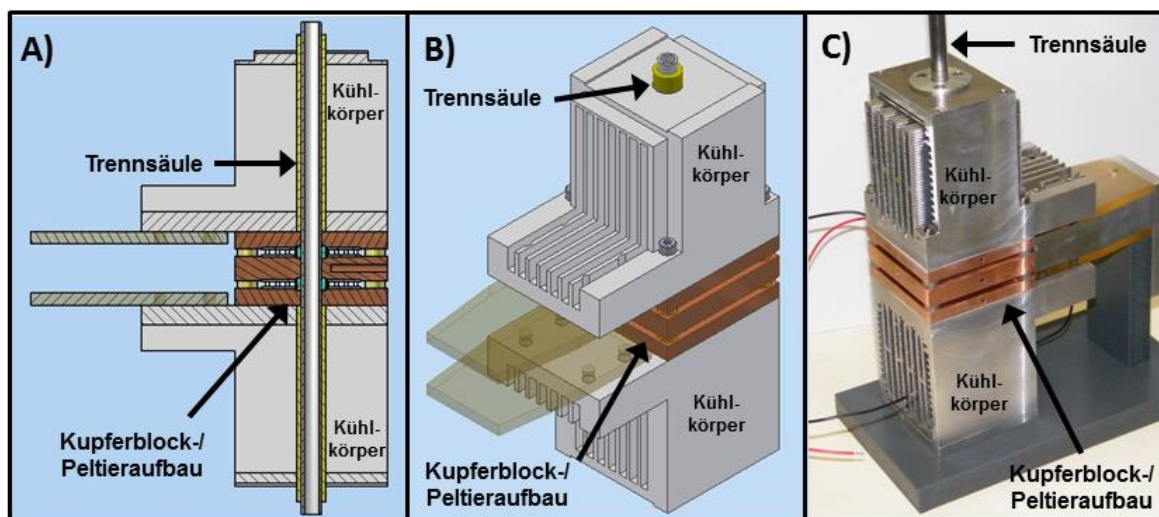 A)
Kühl-
körper
Trennsäule
Kühl-
körper
Kupferblock-/
Peltieraufbau
B)
Trennsäule
Kühl-
körper
Kupferblock-/
Peltieraufbau
Kühl-
körper
C)
Trennsäule
Kühl-
körper
Kühl-
körper
Kupferblock-/
Peltieraufbau